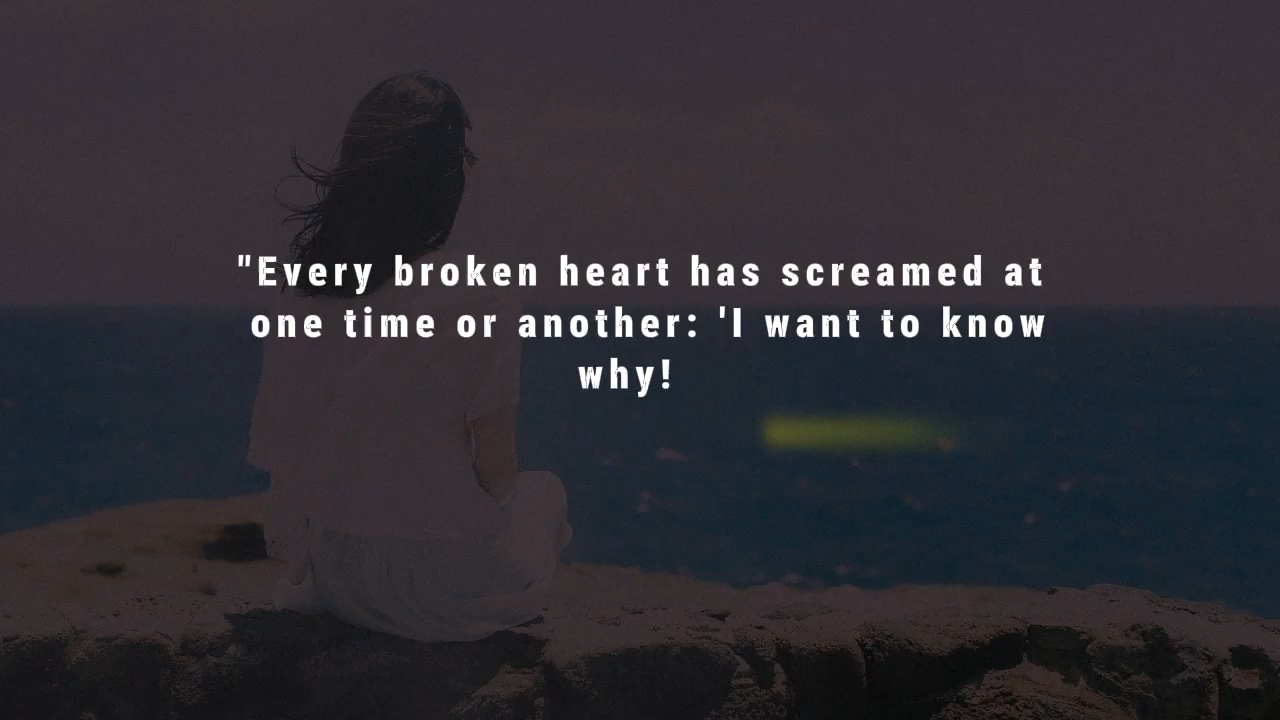 "Every broken heart has screamed at
one time or another: 'I want to know
why!